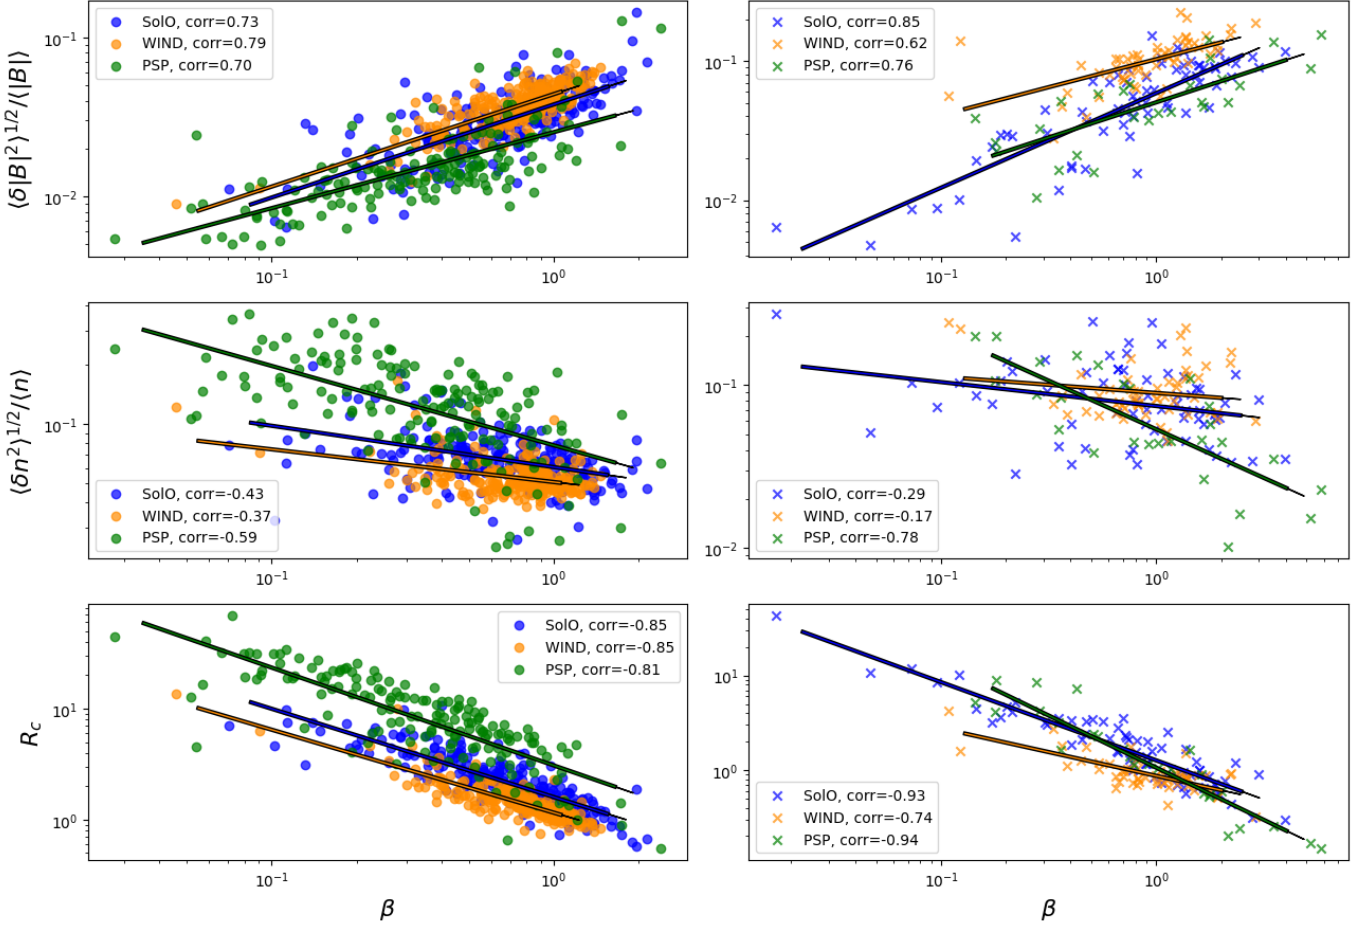 ⟨δ|B|²⟩^{1/2}/⟨|B|⟩
10⁻¹
10⁻²
SolO, corr=0.73
WIND, corr=0.79
PSP, corr=0.70
10⁻¹
10⁰
10⁻¹
10⁻²
SolO, corr=0.85
WIND, corr=0.62
PSP, corr=0.76
10⁻¹
10⁰
⟨δn²⟩^{1/2}/⟨n⟩
10⁻¹
SolO, corr=-0.43
WIND, corr=-0.37
PSP, corr=-0.59
10⁻¹
10⁰
10⁻¹
10⁻²
SolO, corr=-0.29
WIND, corr=-0.17
PSP, corr=-0.78
10⁻¹
10⁰
R_c
10¹
10⁰
SolO, corr=-0.85
WIND, corr=-0.85
PSP, corr=-0.81
10⁻¹
10⁰
β
10¹
10⁰
SolO, corr=-0.93
WIND, corr=-0.74
PSP, corr=-0.94
10⁻¹
10⁰
β